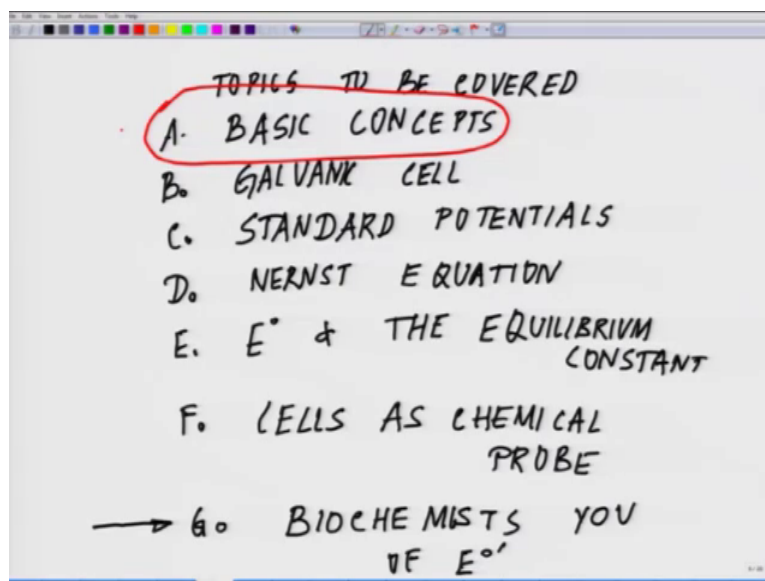 TOPICS TO BE COVERED
A. BASIC CONCEPTS
B. GALVANIC CELL
C. STANDARD POTENTIALS
D. NERNST EQUATION
E. E° & THE EQUILIBRIUM
CONSTANT
F. CELLS AS CHEMICAL
PROBE
G. BIOCHEMISTS YOU
OF E°'